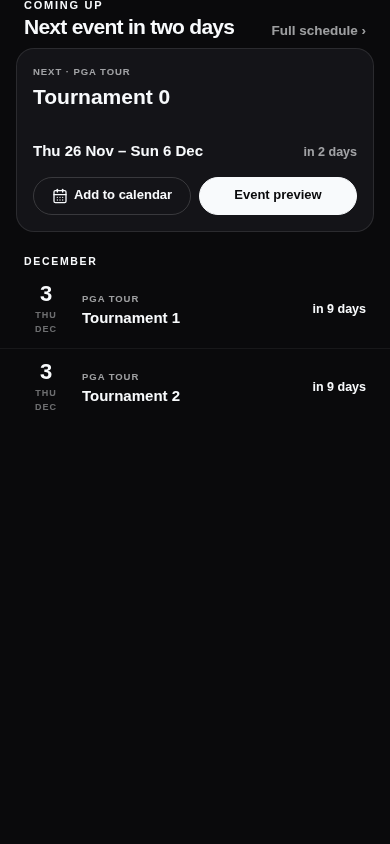 COMING UP
Next event in two days
Full schedule ›
NEXT · PGA TOUR
Tournament 0
Thu 26 Nov – Sun 6 Dec
in 2 days
Add to calendar
Event preview
DECEMBER
3
THU
DEC
PGA TOUR
Tournament 1
in 9 days
3
THU
DEC
PGA TOUR
Tournament 2
in 9 days